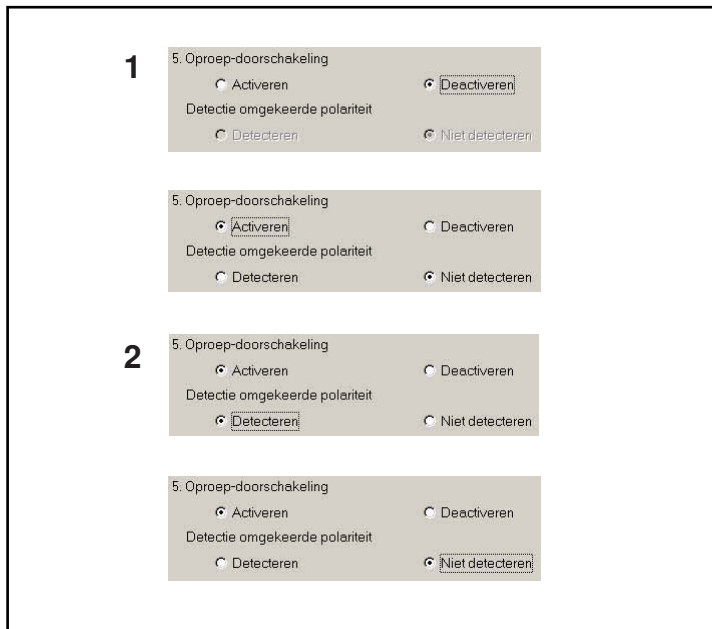 1
5. Oproep-doorschakeling
Activeren Deactiveren
Detectie omgekeerde polariteit
Detecteren Niet detecteren
5. Oproep-doorschakeling
Activeren Deactiveren
Detectie omgekeerde polariteit
Detecteren Niet detecteren
2
5. Oproep-doorschakeling
Activeren Deactiveren
Detectie omgekeerde polariteit
Detecteren Niet detecteren
5. Oproep-doorschakeling
Activeren Deactiveren
Detectie omgekeerde polariteit
Detecteren Niet detecteren